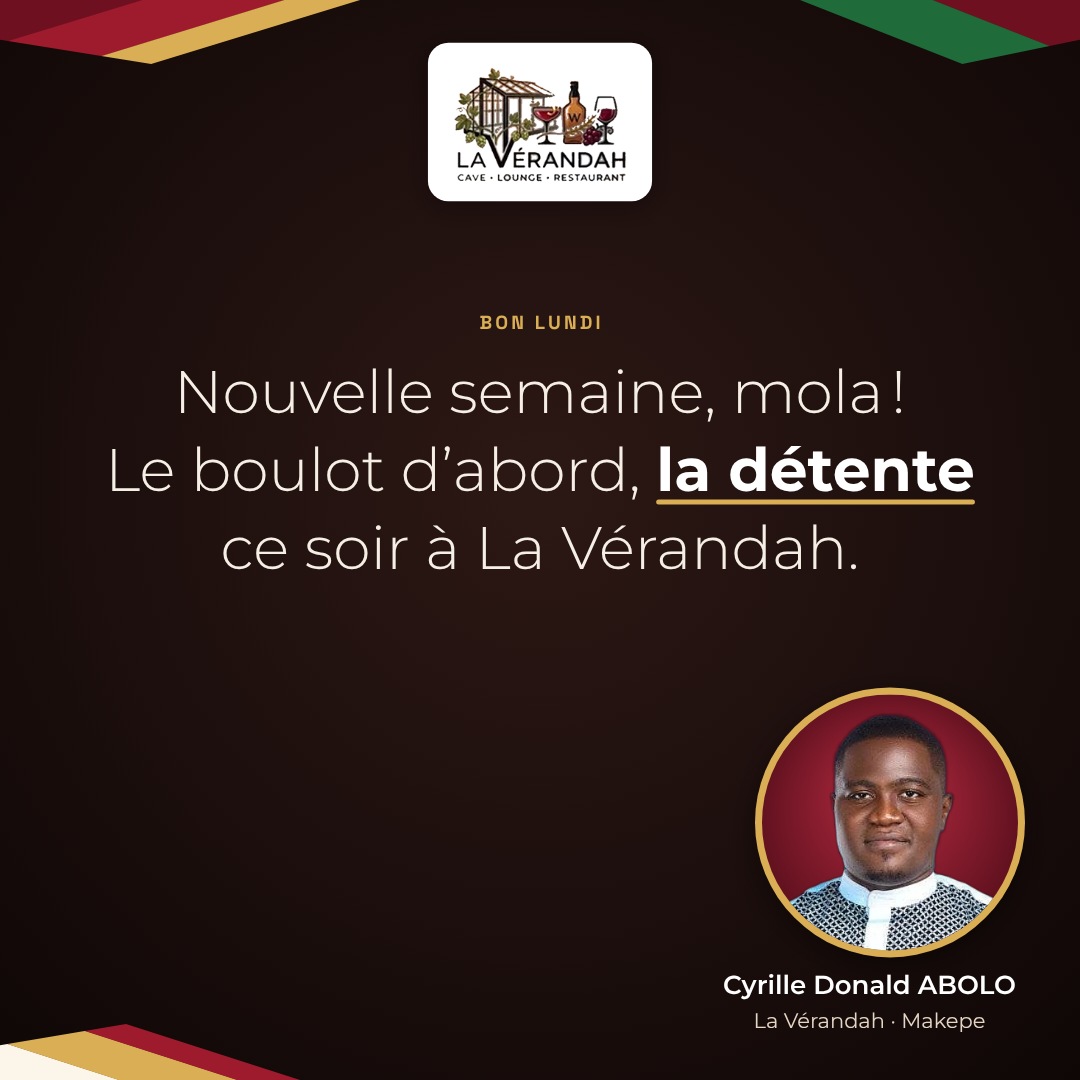 W
LA VÉRANDAH
CAVE • LOUNGE • RESTAURANT
BON LUNDI
Nouvelle semaine, mola !
Le boulot d’abord, la détente
ce soir à La Vérandah.
Cyrille Donald ABOLO
La Vérandah · Makepe